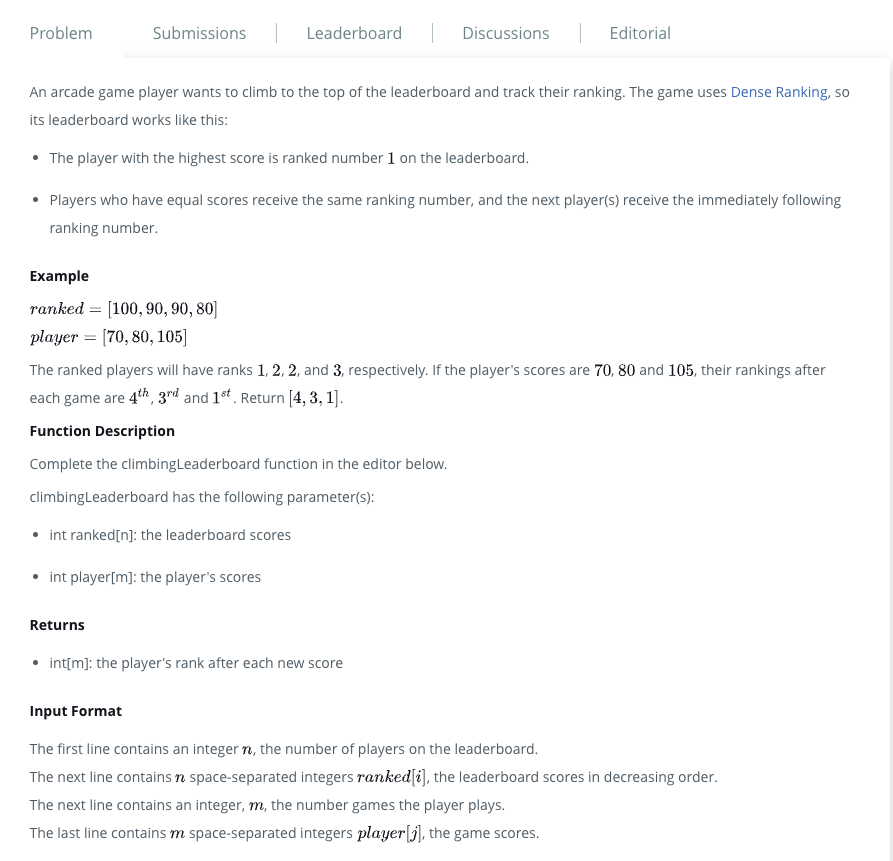 Problem
Submissions
Leaderboard
Discussions
Editorial
An arcade game player wants to climb to the top of the leaderboard and track their ranking. The game uses Dense Ranking, so
its leaderboard works like this:
• The player with the highest score is ranked number 1 on the leaderboard.
• Players who have equal scores receive the same ranking number, and the next player(s) receive the immediately following
ranking number.
Example
ranked = [100, 90, 90, 80]
player = [70, 80, 105]
The ranked players will have ranks 1, 2, 2, and 3, respectively. If the player's scores are 70, 80 and 105, their rankings after
each game are 4th, 3rd and 1st. Return [4, 3, 1].
Function Description
Complete the climbingLeaderboard function in the editor below.
climbingLeaderboard has the following parameter(s):
• int ranked[n]: the leaderboard scores
• int player[m]: the player's scores
Returns
• int[m]: the player's rank after each new score
Input Format
The first line contains an integer n, the number of players on the leaderboard.
The next line contains n space-separated integers ranked[i], the leaderboard scores in decreasing order.
The next line contains an integer, m, the number games the player plays.
The last line contains m space-separated integers player[j], the game scores.